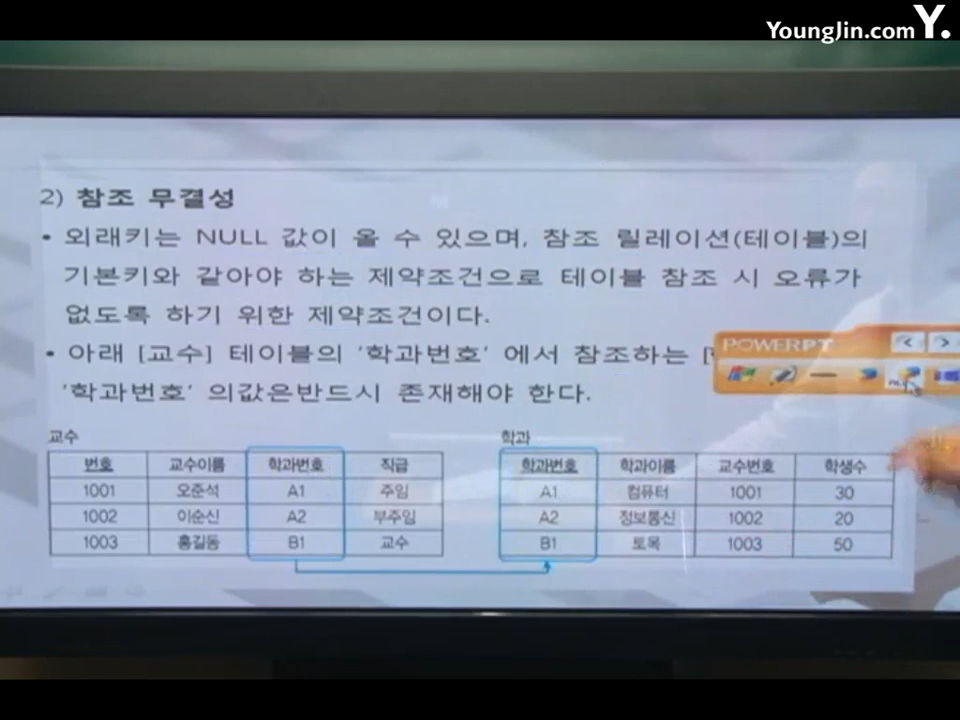 YoungJin.com Y.
2) 참조 무결성
• 외래키는 NULL 값이 올 수 있으며, 참조 릴레이션(테이블)의
기본키와 같아야 하는 제약조건으로 테이블 참조 시 오류가
없도록 하기 위한 제약조건이다.
• 아래 [교수] 테이블의 '학과번호' 에서 참조하는
POWERPT
'학과번호' 의값은반드시 존재해야 한다.
교수 학과
번호 교수이름 학과번호 직급 학과번호 학과이름 교수번호 학생수
1001 오준석 A1 주임 A1 컴퓨터 1001 30
1002 이순신 A2 부주임 A2 정보통신 1002 20
1003 홍길동 B1 교수 B1 토목 1003 50